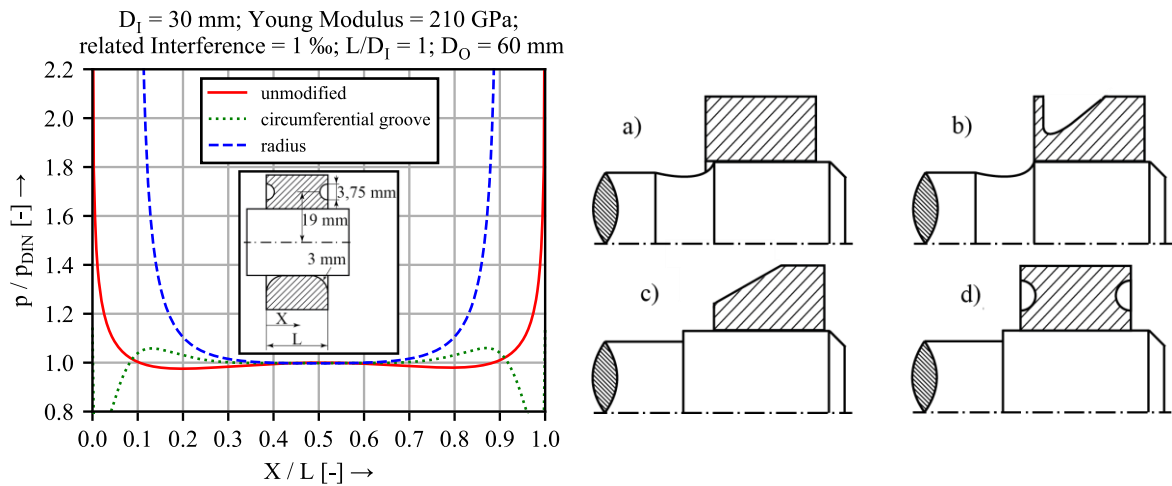 D_I = 30 mm; Young Modulus = 210 GPa;
related Interference = 1 ‰; L/D_I = 1; D_O = 60 mm
2.2
2.0
1.8
1.6
1.4
1.2
1.0
0.8
p / p_DIN [-] →
unmodified
circumferential groove
radius
3,75 mm
19 mm
3 mm
X
L
0.0 0.1 0.2 0.3 0.4 0.5 0.6 0.7 0.8 0.9 1.0
X / L [-] →
a)
b)
c)
d)